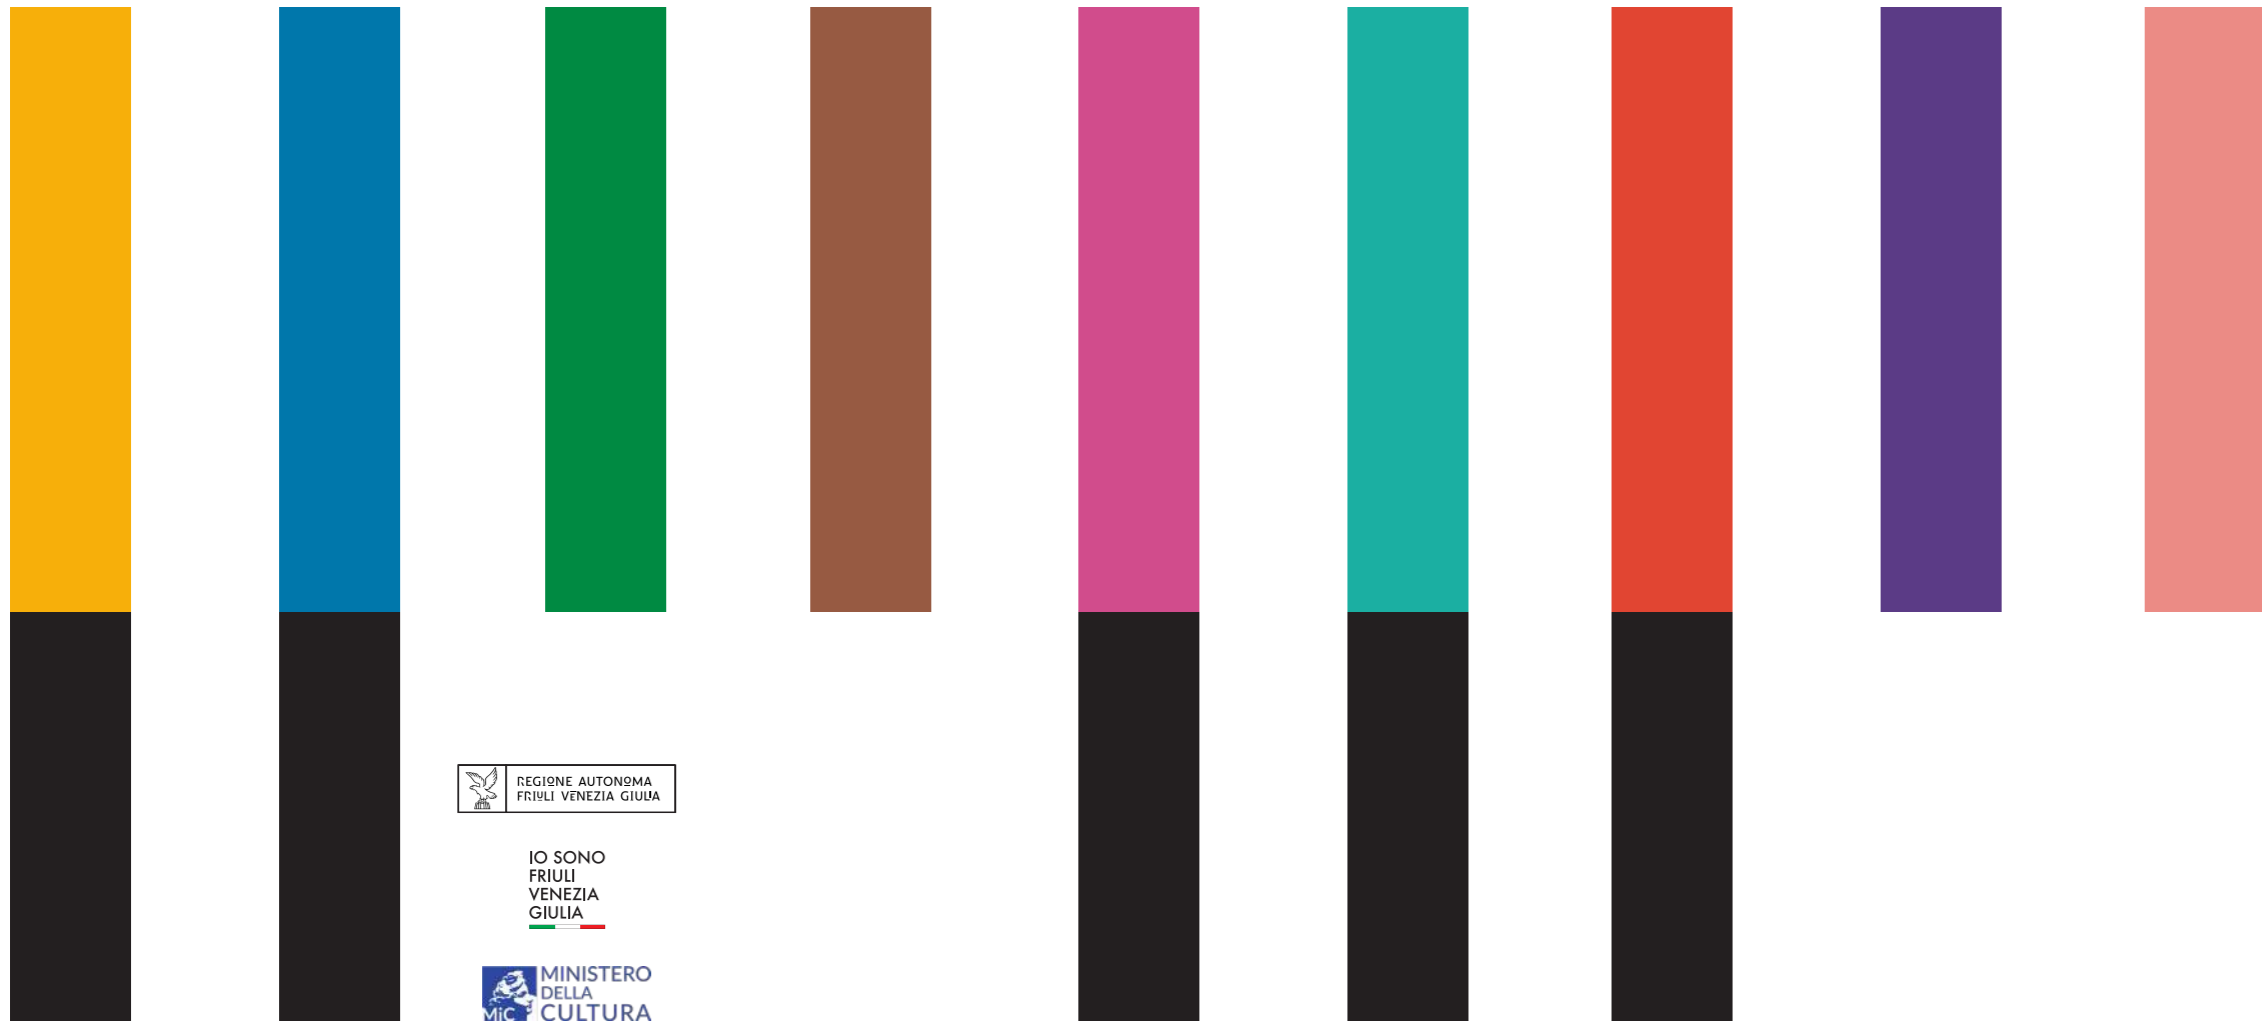 REGIONE AUTONOMA
FRIULI VENEZIA GIULIA
IO SONO
FRIULI
VENEZIA
GIULIA
MINISTERO
DELLA
CULTURA
MiC